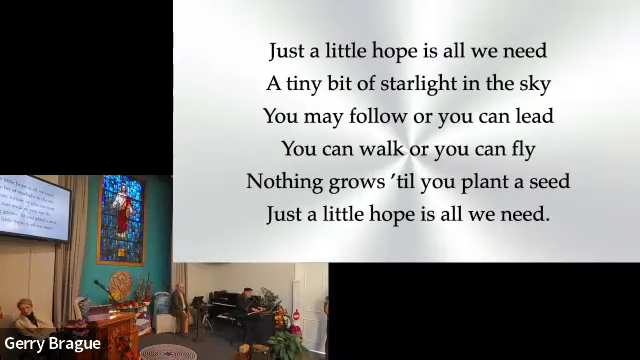 Just a little hope is all we need
A tiny bit of starlight in the sky
You may follow or you can lead
You can walk or you can fly
Nothing grows ’til you plant a seed
Just a little hope is all we need.
Gerry Brague